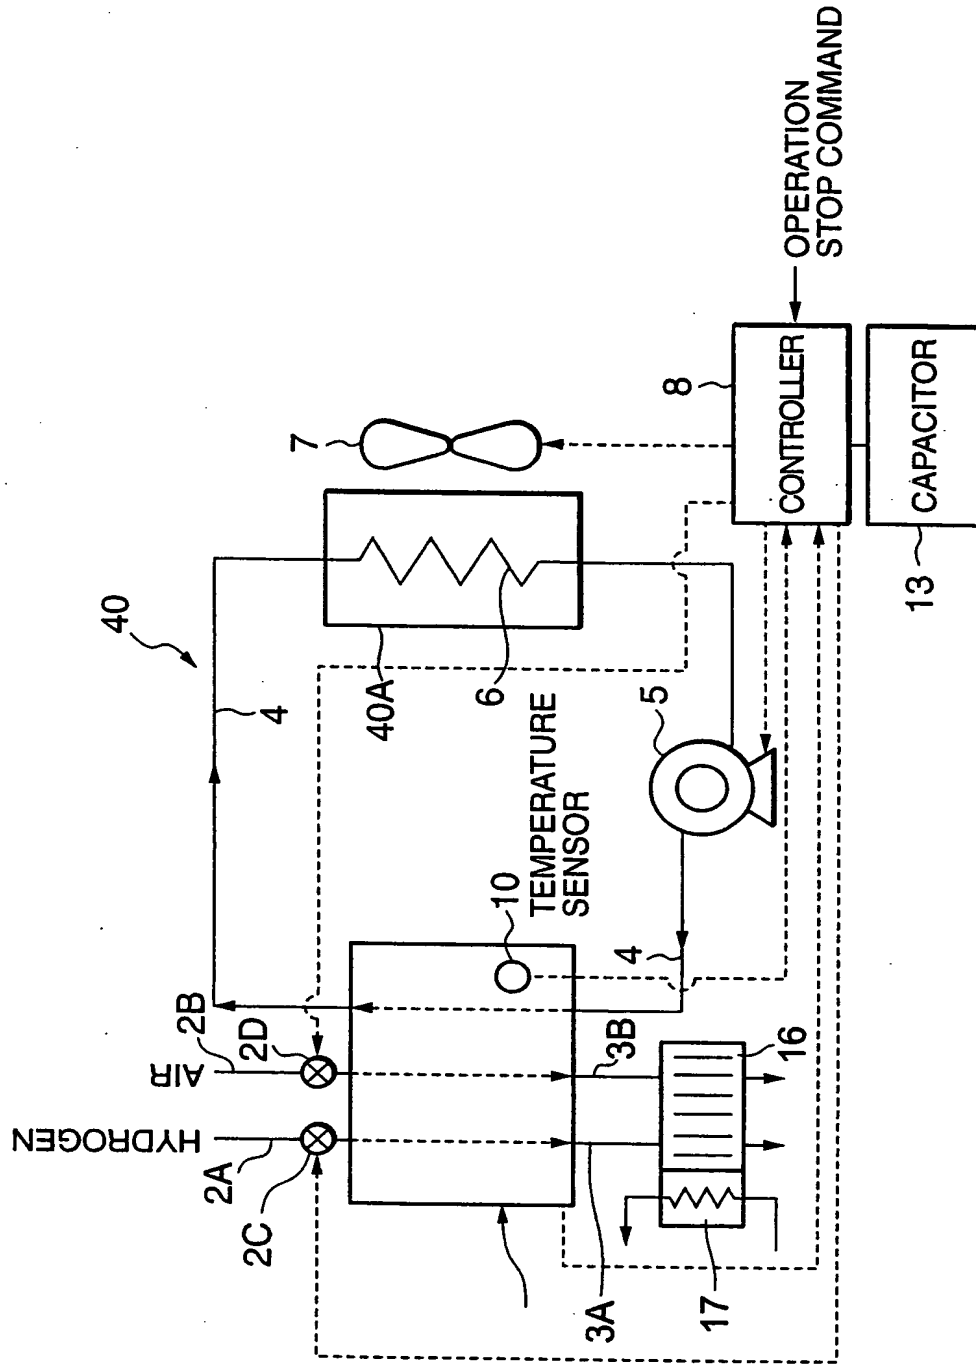 HYDROGEN
AIR
2A
2B
2C
2D
4
40
40A
6
7
8
OPERATION
STOP COMMAND
CONTROLLER
CAPACITOR
13
TEMPERATURE
SENSOR
10
5
4
3B
3A
16
17